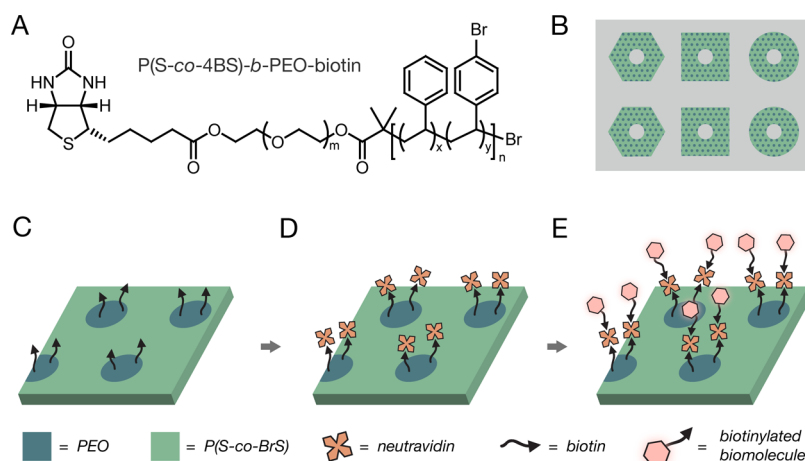 A
P(S-co-4BS)-b-PEO-biotin
B
Br
O
HN
NH
H
H
S
O
O
O
m
O
O
x
y
n
Br
C
D
E
= PEO
= P(S-co-BrS)
= neutravidin
= biotin
= biotinylated
biomolecule